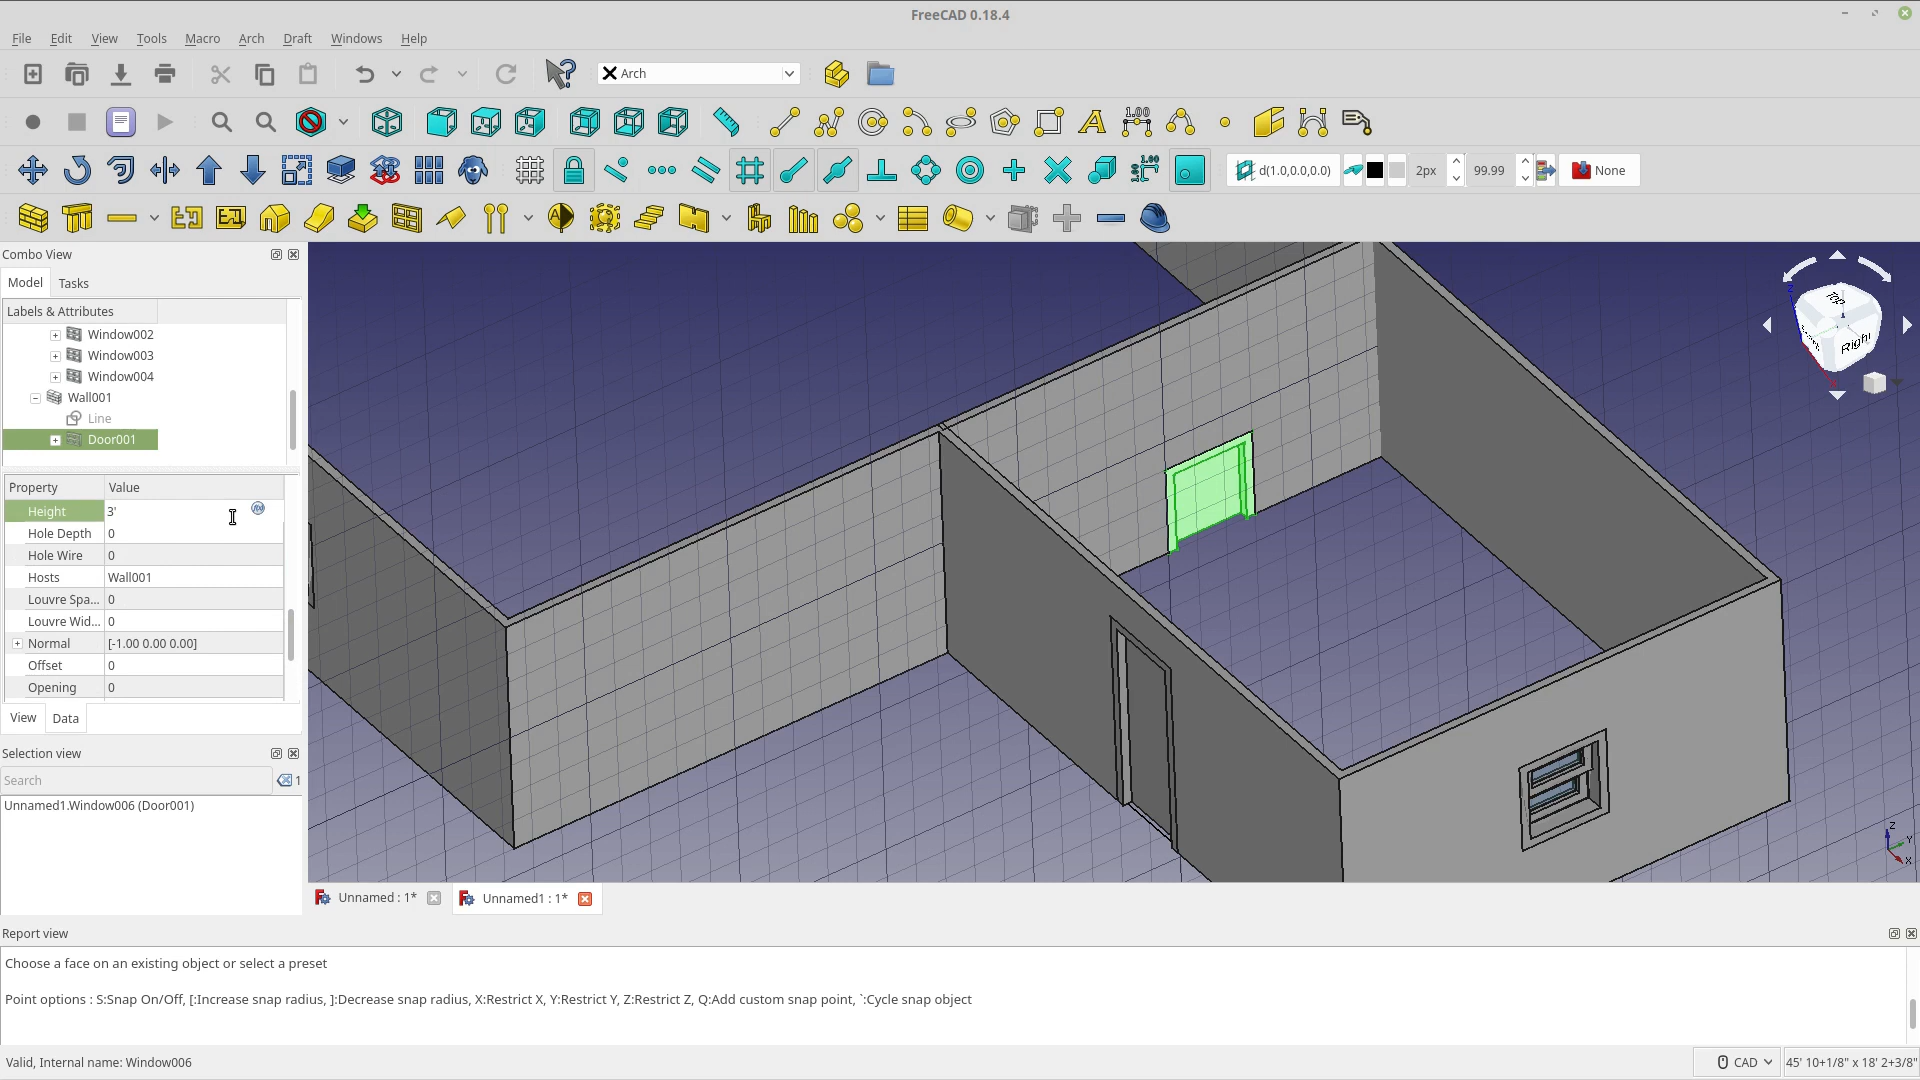 FreeCAD 0.18.4
File Edit View Tools Macro Arch Draft Windows Help
Arch
1.00
1.00 d(1.0,0.0,0.0) 2px 99.99 None
Combo View
Model Tasks
Labels & Attributes
Window002
Window003
Window004
Wall001
Line
Door001
Property Value
Height 3'
Hole Depth 0
Hole Wire 0
Hosts Wall001
Louvre Spa... 0
Louvre Wid... 0
Normal [-1.00 0.00 0.00]
Offset 0
Opening 0
View Data
Selection view
Search 1
Unnamed1.Window006 (Door001)
Top
Right
Z
Y
X
Unnamed : 1* Unnamed1 : 1*
Report view
Choose a face on an existing object or select a preset
Point options : S:Snap On/Off, [:Increase snap radius, ]:Decrease snap radius, X:Restrict X, Y:Restrict Y, Z:Restrict Z, Q:Add custom snap point, `:Cycle snap object
Valid, Internal name: Window006
CAD 45' 10+1/8" x 18' 2+3/8"